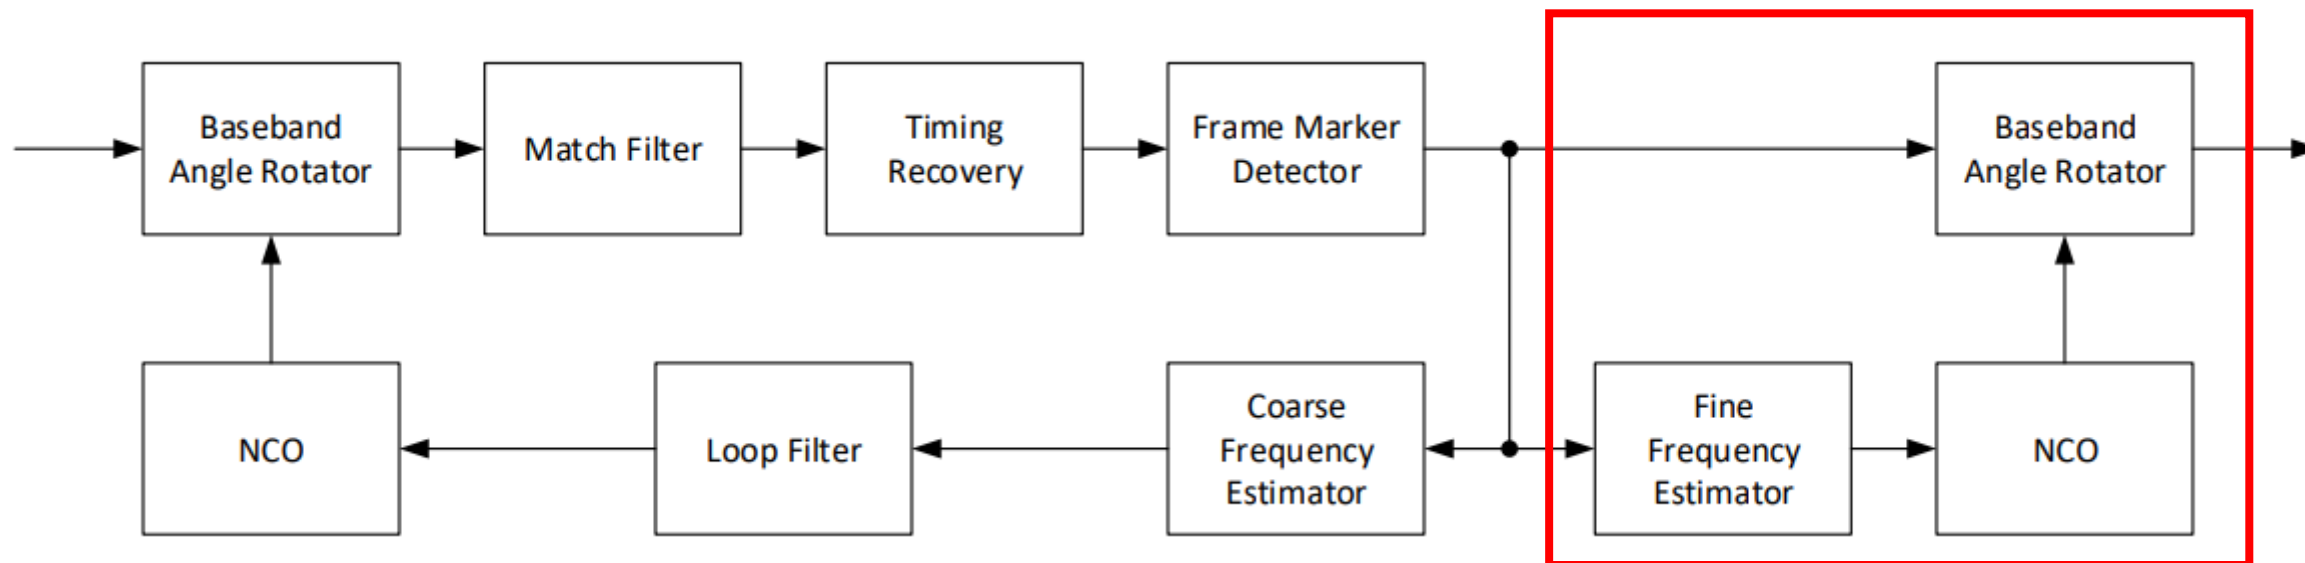 Baseband
Angle Rotator
Match Filter
Timing
Recovery
Frame Marker
Detector
Baseband
Angle Rotator
NCO
Loop Filter
Coarse
Frequency
Estimator
Fine
Frequency
Estimator
NCO